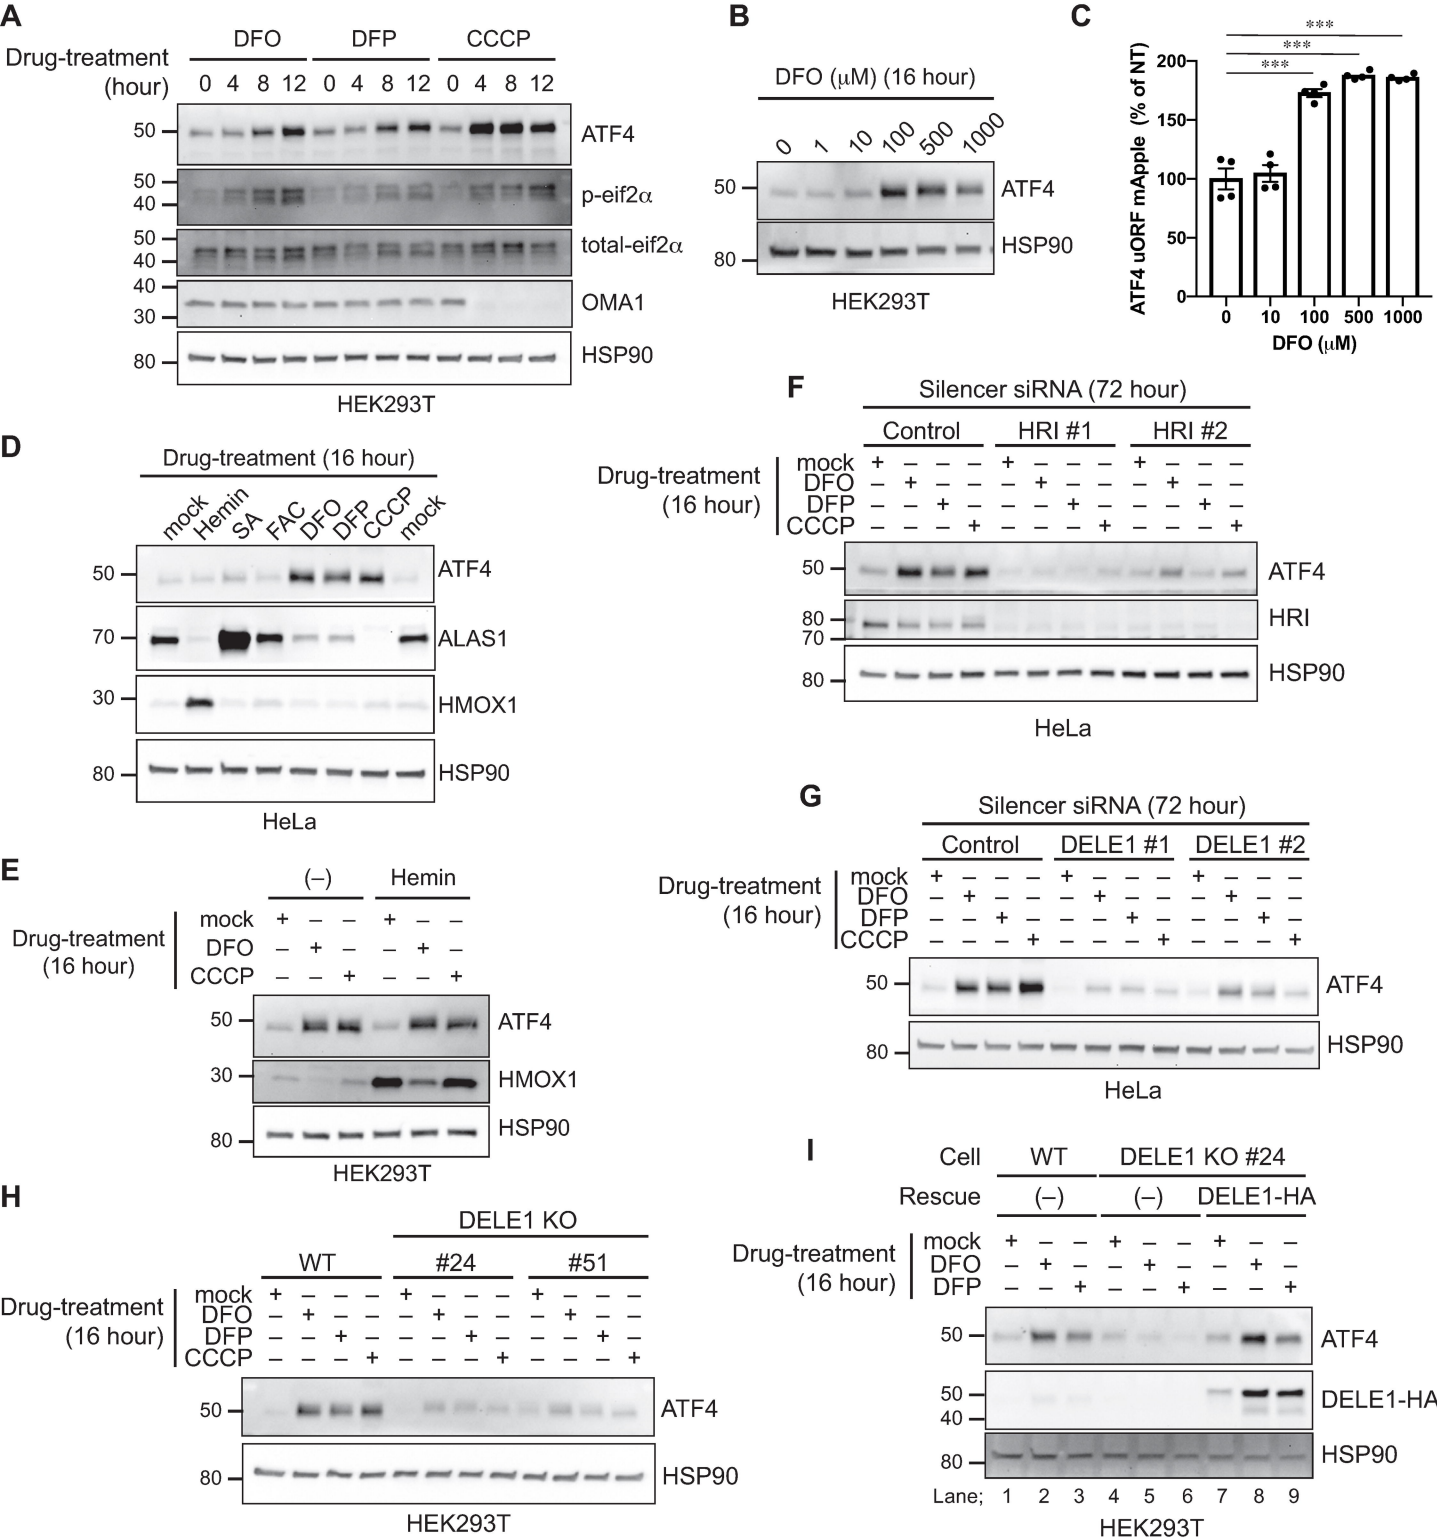 A
Drug-treatment (hour)
DFO DFP CCCP
0 4 8 12 0 4 8 12 0 4 8 12
50 ATF4
50
40 p-eif2α
50
40 total-eif2α
40
30 OMA1
80 HSP90
HEK293T
B
DFO (µM) (16 hour)
0 1 10 100 500 1000
50 ATF4
80 HSP90
HEK293T
C
ATF4 uORF mApple (% of NT)
***
***
***
200
150
100
50
0
0 10 100 500 1000
DFO (µM)
D
Drug-treatment (16 hour)
mock Hemin SA FAC DFO DFP CCCP mock
50 ATF4
70 ALAS1
30 HMOX1
80 HSP90
HeLa
E
(–) Hemin
Drug-treatment (16 hour)
mock + – – + – –
DFO – + – – + –
CCCP – – + – – +
50 ATF4
30 HMOX1
80 HSP90
HEK293T
F
Silencer siRNA (72 hour)
Control HRI #1 HRI #2
Drug-treatment (16 hour)
mock + – – – + – – – + – – –
DFO – + – – – + – – – + – –
DFP – – + – – – + – – – + –
CCCP – – – + – – – + – – – +
50 ATF4
80
70 HRI
80 HSP90
HeLa
G
Silencer siRNA (72 hour)
Control DELE1 #1 DELE1 #2
Drug-treatment (16 hour)
mock + – – – + – – – + – – –
DFO – + – – – + – – – + – –
DFP – – + – – – + – – – + –
CCCP – – – + – – – + – – – +
50 ATF4
80 HSP90
HeLa
H
DELE1 KO
WT #24 #51
Drug-treatment (16 hour)
mock + – – – + – – – + – – –
DFO – + – – – + – – – + – –
DFP – – + – – – + – – – + –
CCCP – – – + – – – + – – – +
50 ATF4
80 HSP90
HEK293T
I
Cell WT DELE1 KO #24
Rescue (–) (–) DELE1-HA
Drug-treatment (16 hour)
mock + – – + – – + – –
DFO – + – – + – – + –
DFP – – + – – + – – +
50 ATF4
50
40 DELE1-HA
80 HSP90
Lane; 1 2 3 4 5 6 7 8 9
HEK293T